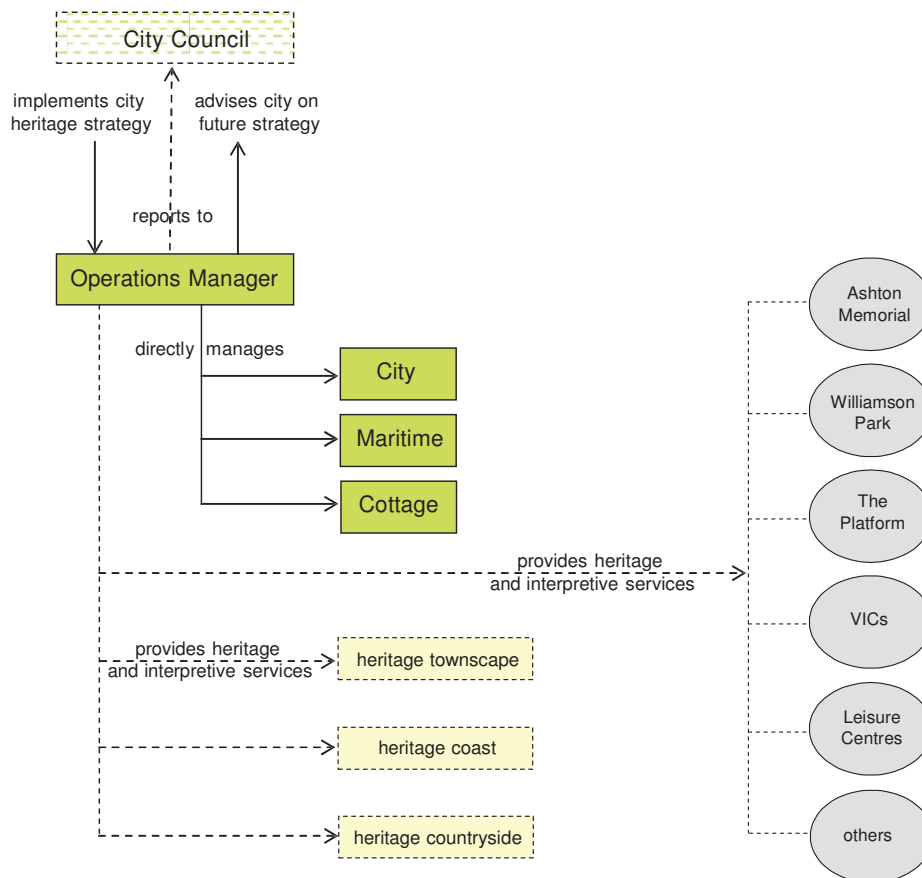 City Council
implements city
heritage strategy
advises city on
future strategy
reports to
Operations Manager
directly manages
City
Maritime
Cottage
provides heritage
and interpretive services
provides heritage
and interpretive services
heritage townscape
heritage coast
heritage countryside
Ashton
Memorial
Williamson
Park
The
Platform
VICs
Leisure
Centres
others